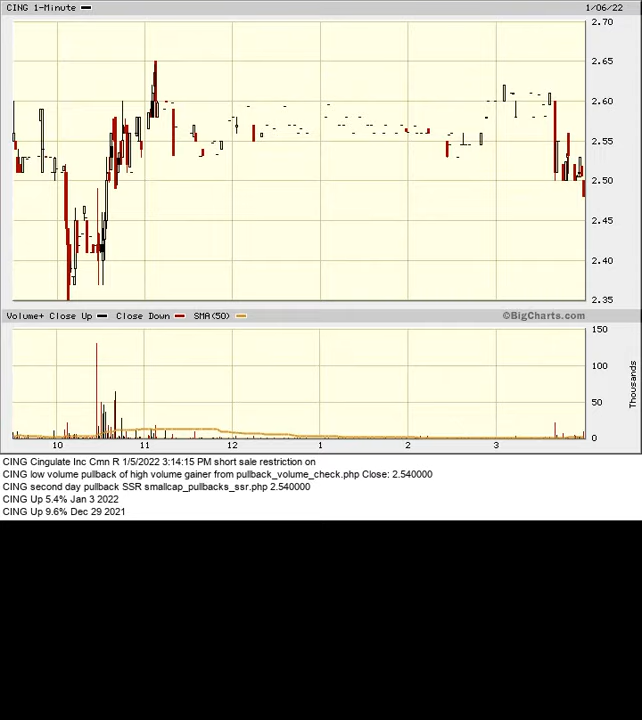 CING 1-Minute 1/06/22
2.70
2.65
2.60
2.55
2.50
2.45
2.40
2.35
Volume+ Close Up Close Down SMA(50) ©BigCharts.com
150
100
50
0
Thousands
10 11 12 1 2 3
CING Cingulate Inc Cmn R 1/5/2022 3:14:15 PM short sale restriction on
CING low volume pullback of high volume gainer from pullback_volume_check.php Close: 2.540000
CING second day pullback SSR smallcap_pullbacks_ssr.php 2.540000
CING Up 5.4% Jan 3 2022
CING Up 9.6% Dec 29 2021